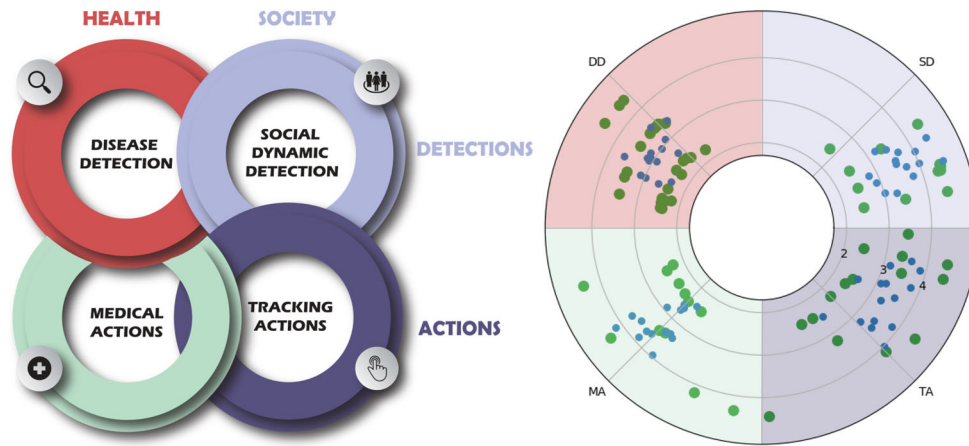 HEALTH
SOCIETY
DISEASE
DETECTION
SOCIAL
DYNAMIC
DETECTION
DETECTIONS
MEDICAL
ACTIONS
TRACKING
ACTIONS
ACTIONS
DD
SD
2
3
4
MA
TA